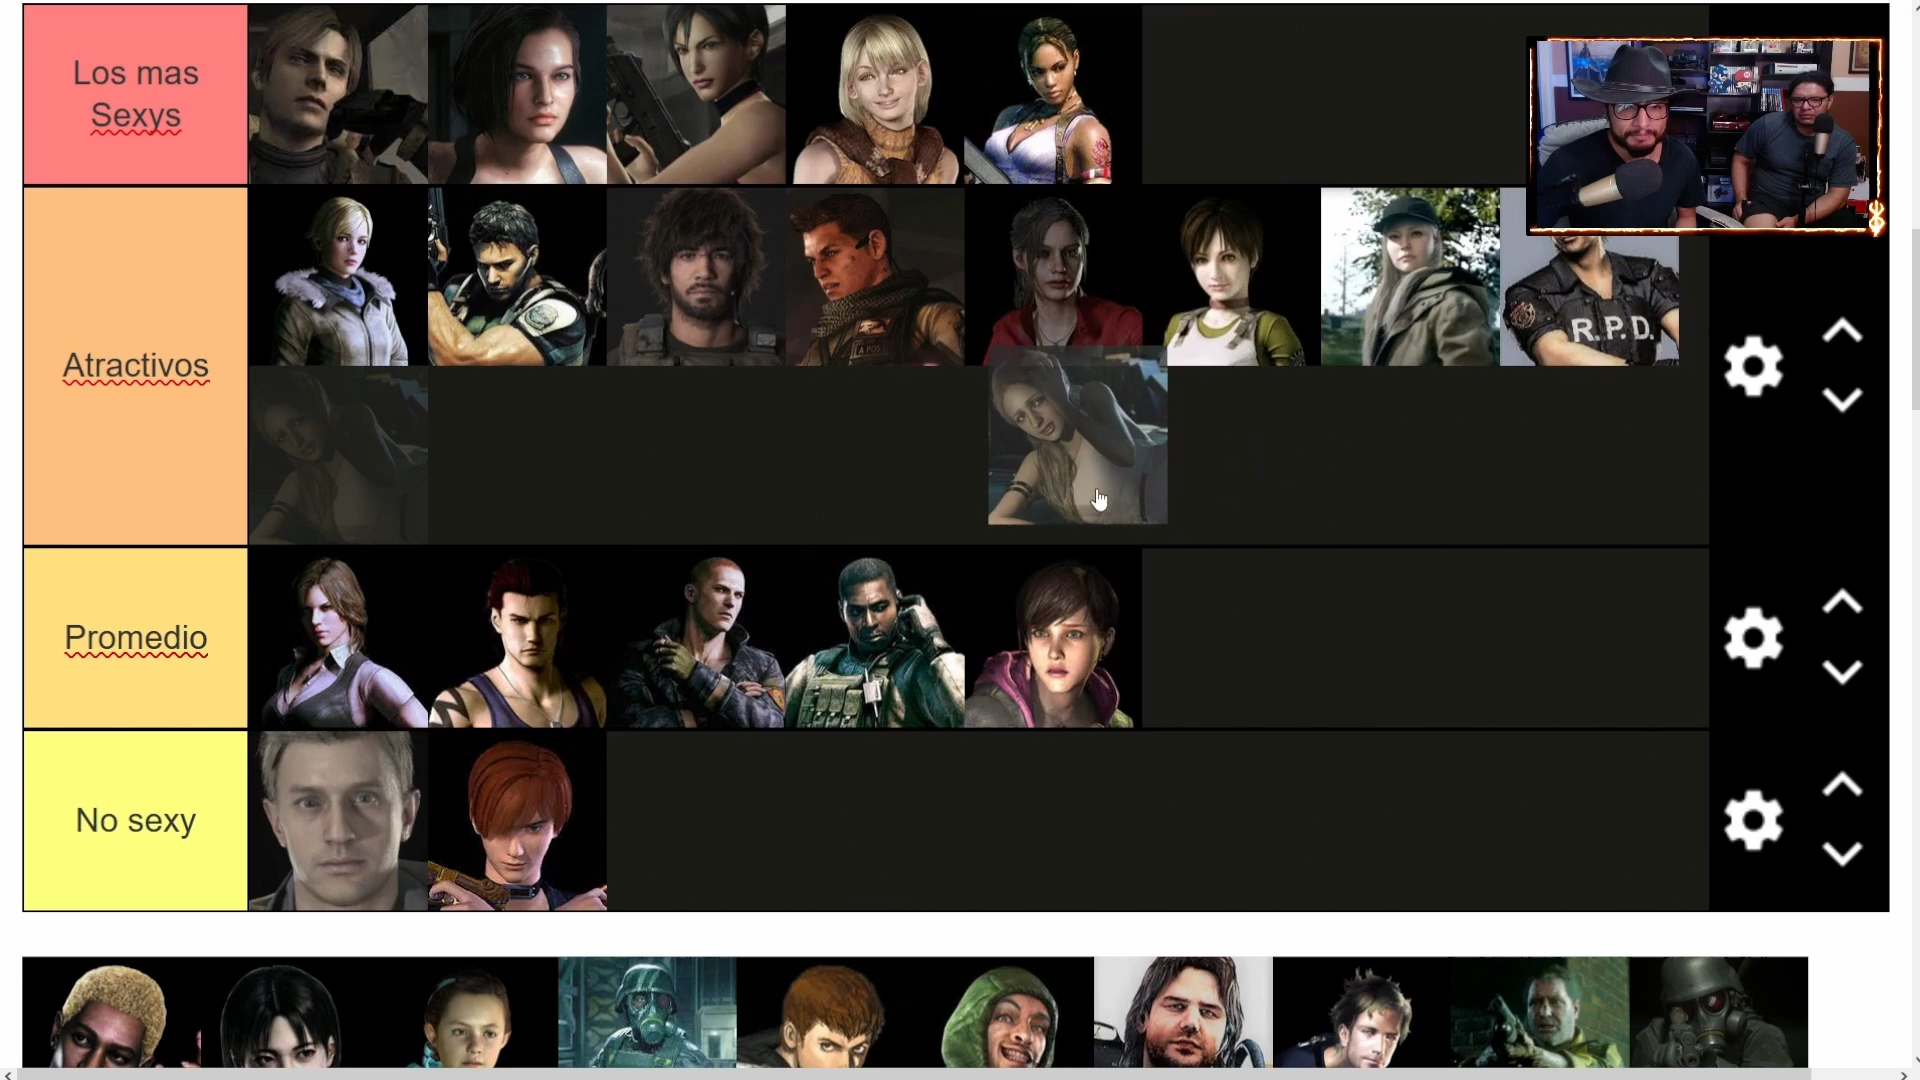 Los mas
Sexys
Atractivos
R.P.D.
Promedio
No sexy